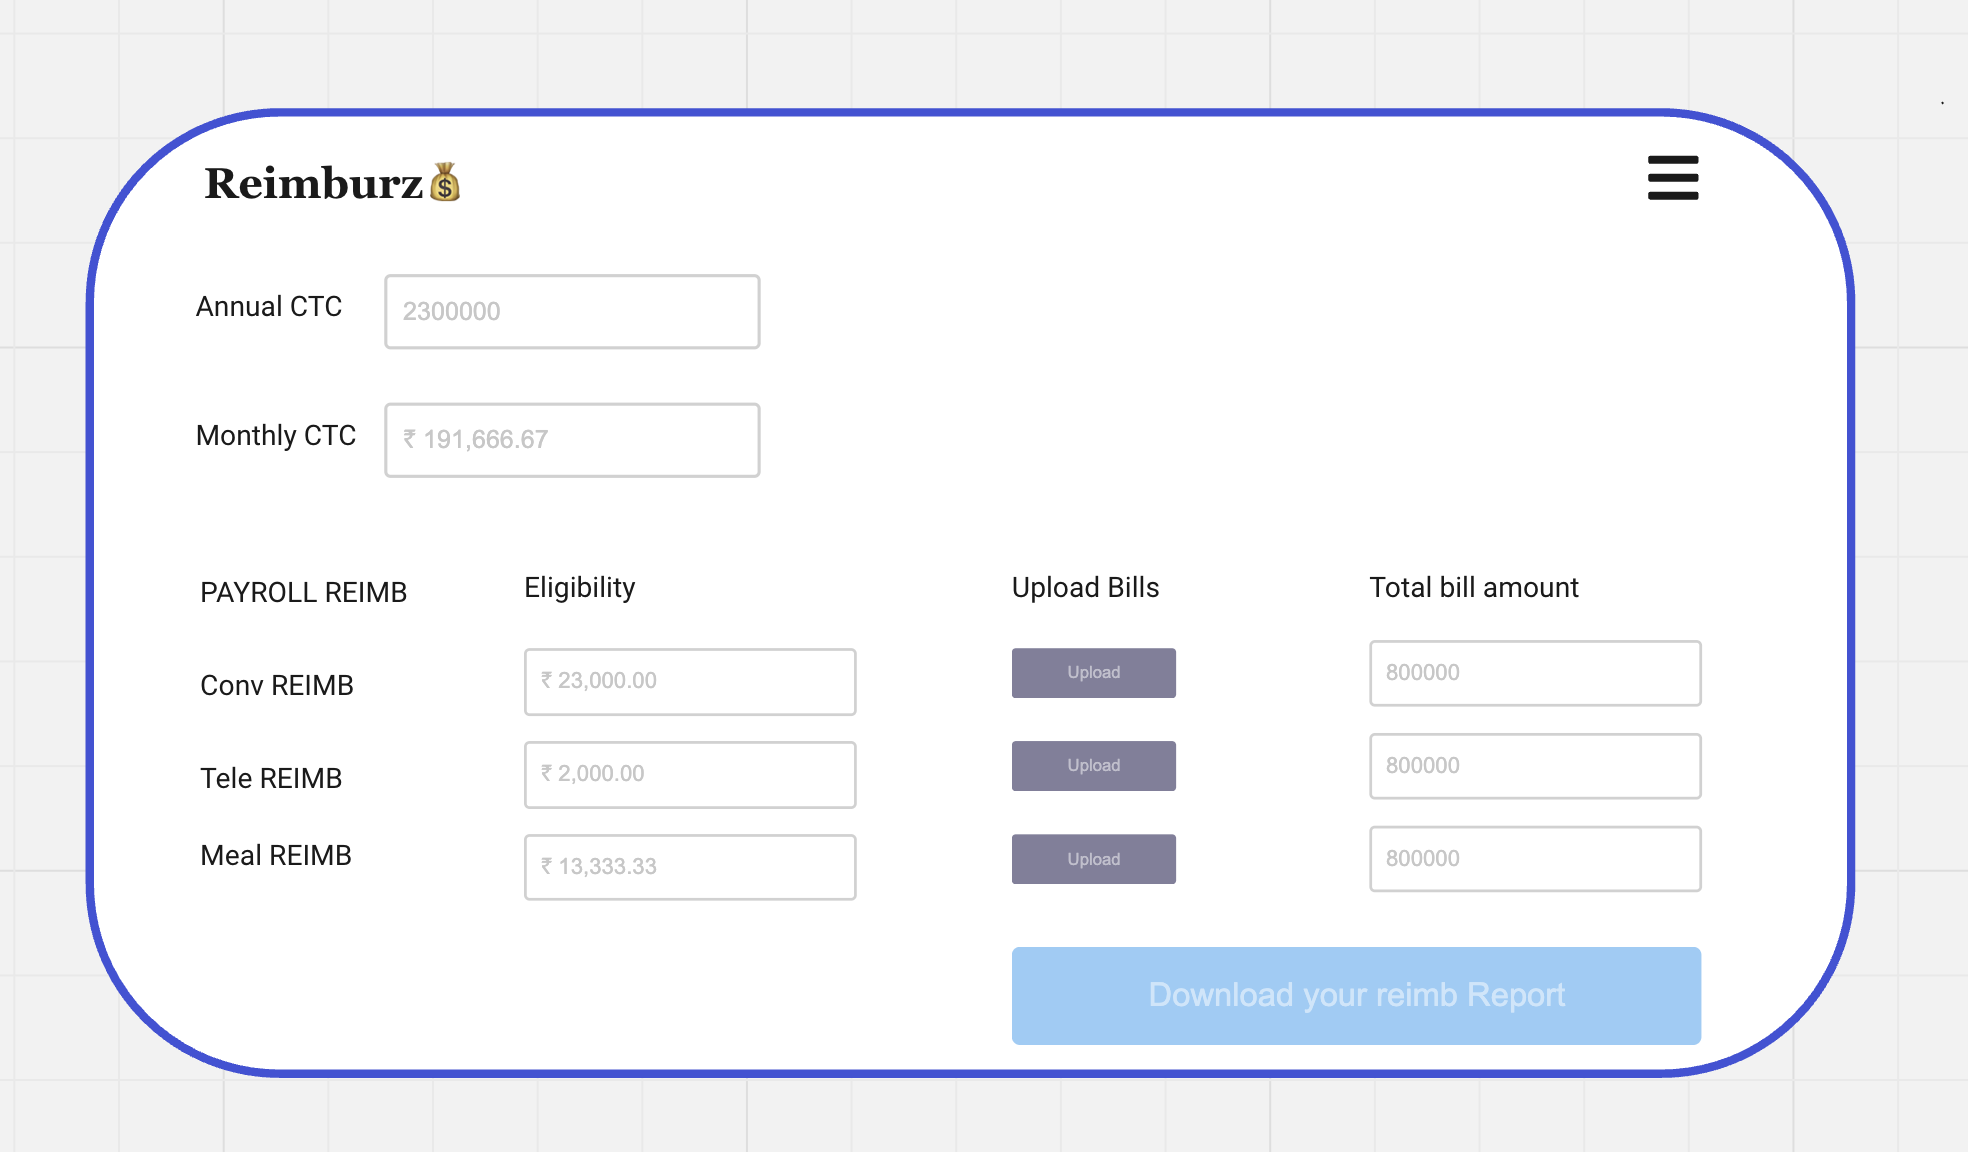 Reimburz💰
Annual CTC 2300000
Monthly CTC ₹ 191,666.67
PAYROLL REIMB Eligibility Upload Bills Total bill amount
Conv REIMB ₹ 23,000.00 Upload 800000
Tele REIMB ₹ 2,000.00 Upload 800000
Meal REIMB ₹ 13,333.33 Upload 800000
Download your reimb Report